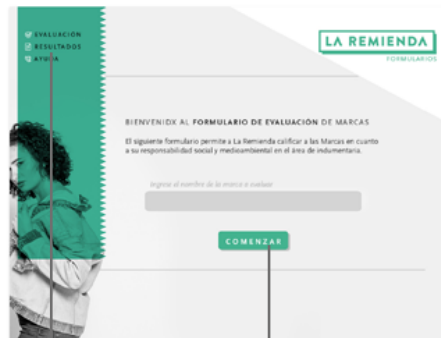 EVALUACIÓN
RESULTADOS
AYUDA
LA REMIENDA
FORMULARIOS
BIENVENIDX AL FORMULARIO DE EVALUACIÓN DE MARCAS
El siguiente formulario permite a La Remienda calificar a las Marcas en cuanto
a su responsabilidad social y medioambiental en el área de indumentaria.
Ingrese el nombre de la marca a evaluar
COMENZAR